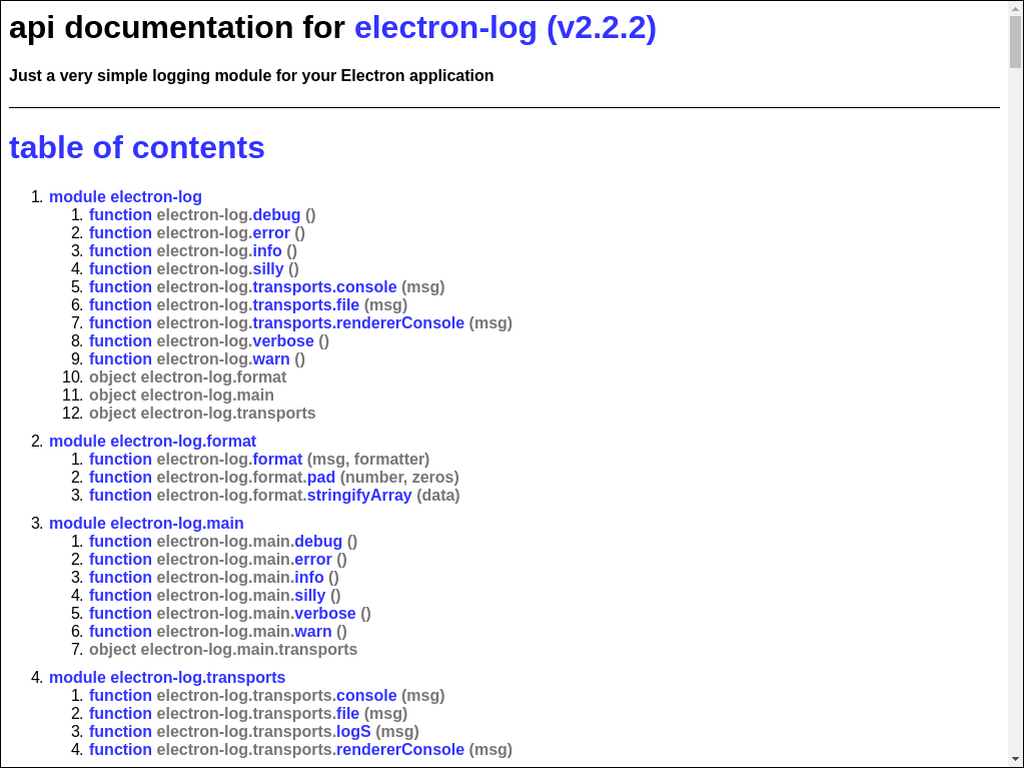 api documentation for electron-log (v2.2.2)
Just a very simple logging module for your Electron application
table of contents
1. module electron-log
1. function electron-log.debug ()
2. function electron-log.error ()
3. function electron-log.info ()
4. function electron-log.silly ()
5. function electron-log.transports.console (msg)
6. function electron-log.transports.file (msg)
7. function electron-log.transports.rendererConsole (msg)
8. function electron-log.verbose ()
9. function electron-log.warn ()
10. object electron-log.format
11. object electron-log.main
12. object electron-log.transports
2. module electron-log.format
1. function electron-log.format (msg, formatter)
2. function electron-log.format.pad (number, zeros)
3. function electron-log.format.stringifyArray (data)
3. module electron-log.main
1. function electron-log.main.debug ()
2. function electron-log.main.error ()
3. function electron-log.main.info ()
4. function electron-log.main.silly ()
5. function electron-log.main.verbose ()
6. function electron-log.main.warn ()
7. object electron-log.main.transports
4. module electron-log.transports
1. function electron-log.transports.console (msg)
2. function electron-log.transports.file (msg)
3. function electron-log.transports.logS (msg)
4. function electron-log.transports.rendererConsole (msg)